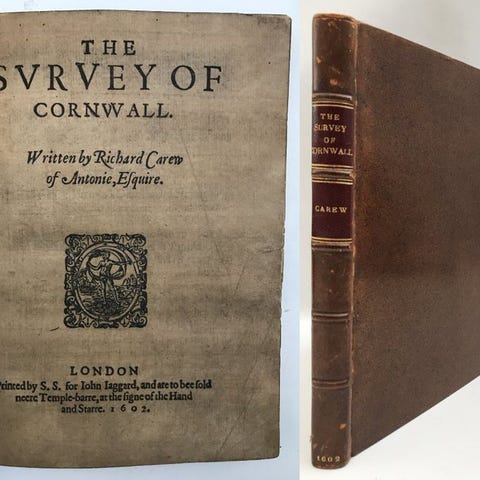 THE
SVRVEY OF
CORNWALL.
Written by Richard Carew
of Antonie, Esquire.
LONDON
Printed by S. S. for Iohn Iaggard, and are to bee sold
neere Temple-barre, at the signe of the Hand
and Starre. 1602.
THE
SURVEY
OF
CORNWALL
CAREW
1602